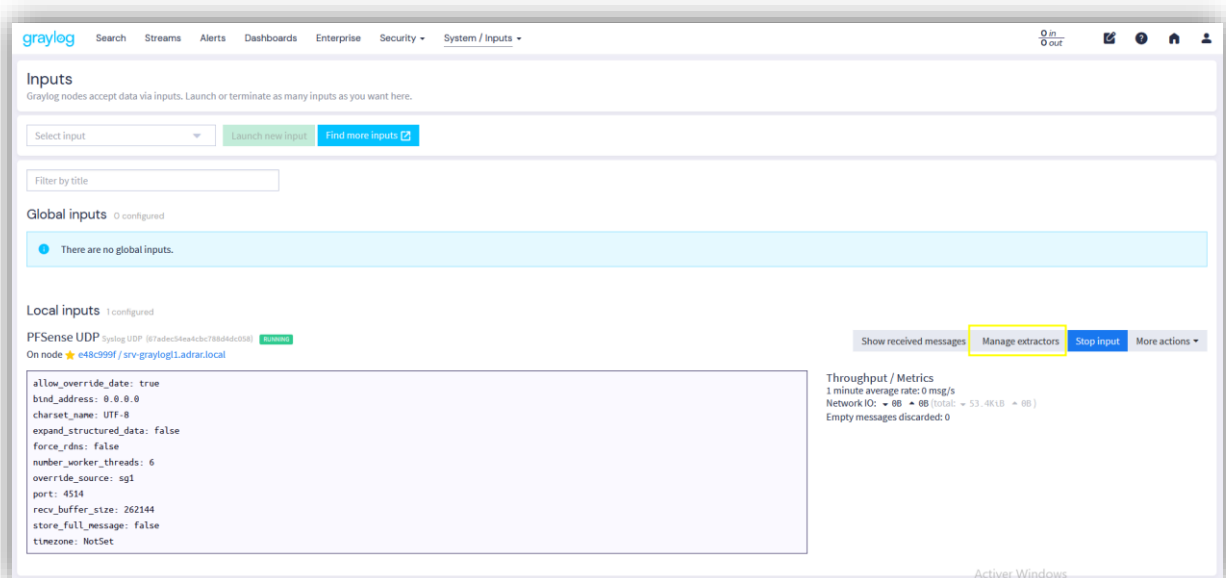 graylog Search Streams Alerts Dashboards Enterprise Security System / Inputs 0 in
0 out
Inputs
Graylog nodes accept data via inputs. Launch or terminate as many inputs as you want here.
Select input Launch new input Find more inputs
Filter by title
Global inputs 0 configured
There are no global inputs.
Local inputs 1 configured
PFSense UDP Syslog UDP (67adec54ea4cbc788d4dc058) RUNNING Show received messages Manage extractors Stop input More actions
On node e48c999f / srv-graylogl1.adrar.local
allow_override_date: true
bind_address: 0.0.0.0
charset_name: UTF-8
expand_structured_data: false
force_rdns: false
number_worker_threads: 6
override_source: sg1
port: 4514
recv_buffer_size: 262144
store_full_message: false
timezone: NotSet
Throughput / Metrics
1 minute average rate: 0 msg/s
Network IO: 0B 0B (total: 53.4KiB 0B)
Empty messages discarded: 0
Activer Windows